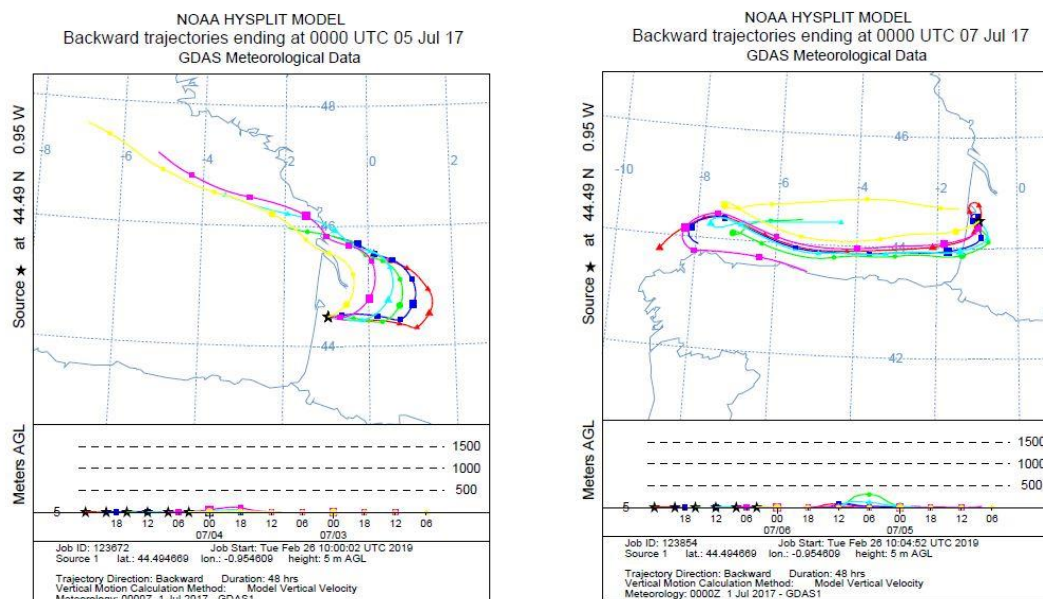 NOAA HYSPLIT MODEL
Backward trajectories ending at 0000 UTC 05 Jul 17
GDAS Meteorological Data
Source ★ at 44.49 N 0.95 W
-8
-6
-4
-2
0
2
48
46
44
Meters AGL
1500
1000
500
5
18 12 06 00 18 12 06 00 18 12 06
07/04 07/03
Job ID: 123672 Job Start: Tue Feb 26 10:00:02 UTC 2019
Source 1 lat.: 44.494669 lon.: -0.954609 height: 5 m AGL
Trajectory Direction: Backward Duration: 48 hrs
Vertical Motion Calculation Method: Model Vertical Velocity
Meteorology: 0000Z 1 Jul 2017 - GDAS1
NOAA HYSPLIT MODEL
Backward trajectories ending at 0000 UTC 07 Jul 17
GDAS Meteorological Data
Source ★ at 44.49 N 0.95 W
-10
-8
-6
-4
-2
0
46
44
42
Meters AGL
1500
1000
500
5
18 12 06 00 18 12 06 00 18 12 06
07/06 07/05
Job ID: 123854 Job Start: Tue Feb 26 10:04:52 UTC 2019
Source 1 lat.: 44.494669 lon.: -0.954609 height: 5 m AGL
Trajectory Direction: Backward Duration: 48 hrs
Vertical Motion Calculation Method: Model Vertical Velocity
Meteorology: 0000Z 1 Jul 2017 - GDAS1